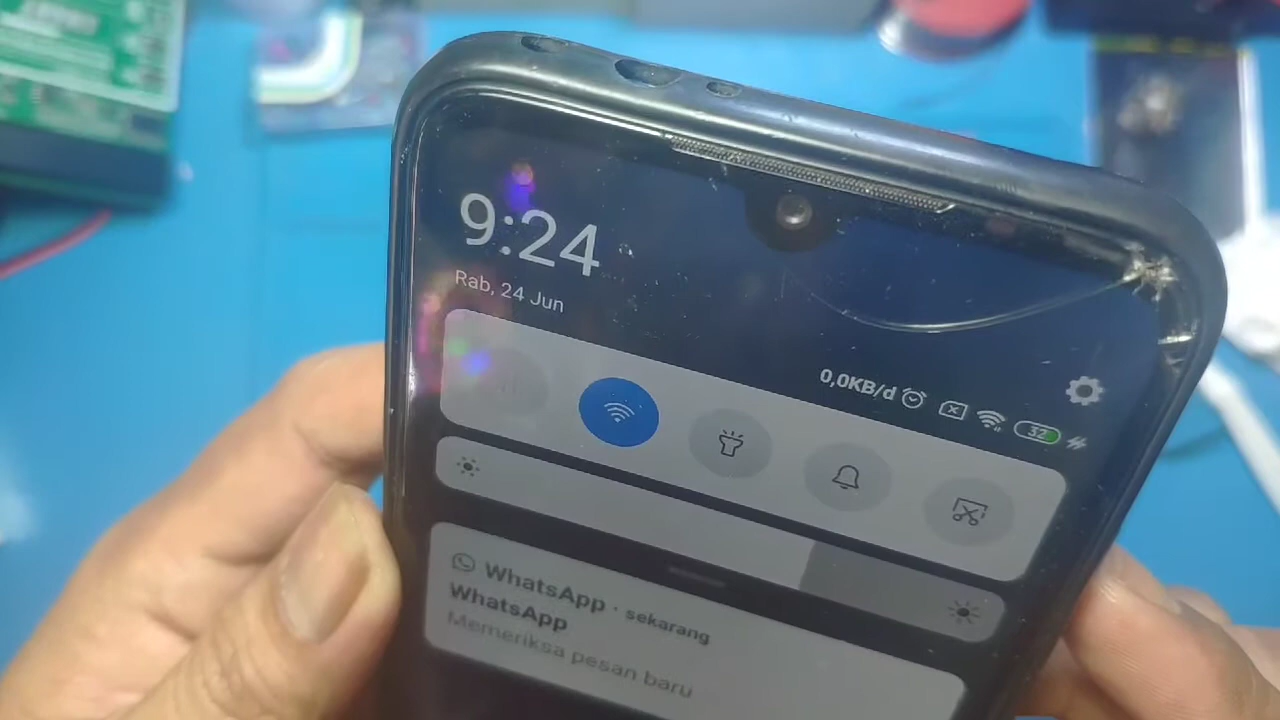 9:24
Rab, 24 Jun
0,0KB/d
32
WhatsApp · sekarang
WhatsApp
Memeriksa pesan baru